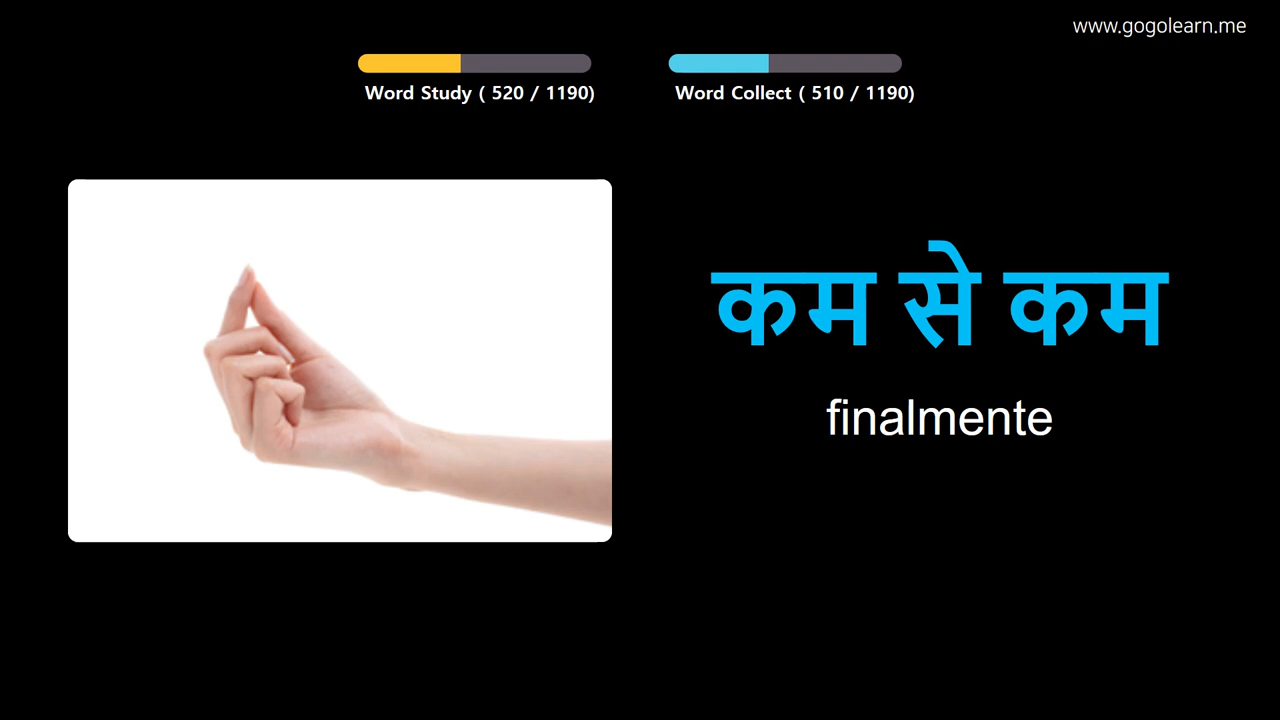 www.gogolearn.me
Word Study ( 520 / 1190)
Word Collect ( 510 / 1190)
कम से कम
finalmente